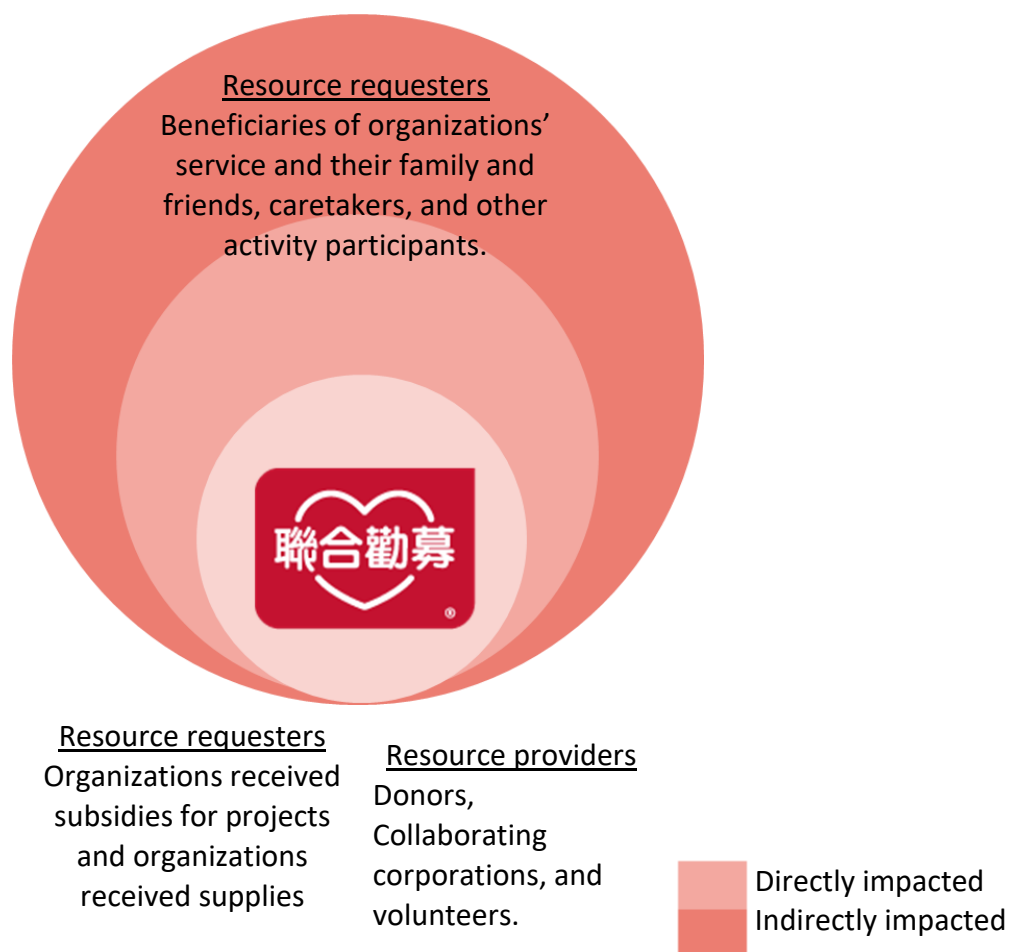 Resource requesters
Beneficiaries of organizations’
service and their family and
friends, caretakers, and other
activity participants.
聯合勸募
®
Resource requesters
Organizations received
subsidies for projects
and organizations
received supplies
Resource providers
Donors,
Collaborating
corporations, and
volunteers.
Directly impacted
Indirectly impacted